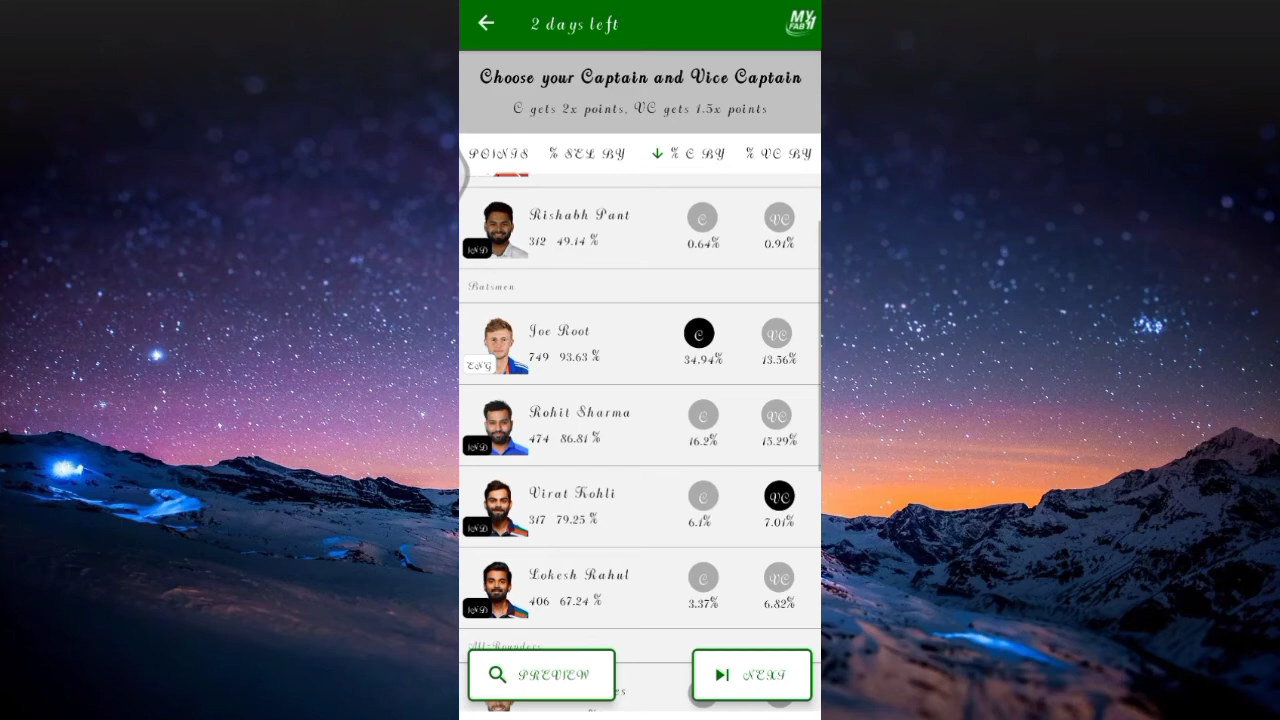 2 days left
MY FAB 11
Choose your Captain and Vice Captain
C gets 2x points, VC gets 1.5x points
POINTS % SEL BY % C BY % VC BY
Rishabh Pant C VC
IND 312 49.14 % 0.64% 0.91%
Batsmen
Joe Root C VC
ENG 749 93.63 % 34.94% 13.56%
Rohit Sharma C VC
IND 474 86.81 % 16.2% 15.29%
Virat Kohli C VC
IND 317 79.25 % 6.1% 7.01%
Lokesh Rahul C VC
IND 406 67.24 % 3.37% 6.82%
All-Rounders
PREVIEW NEXT